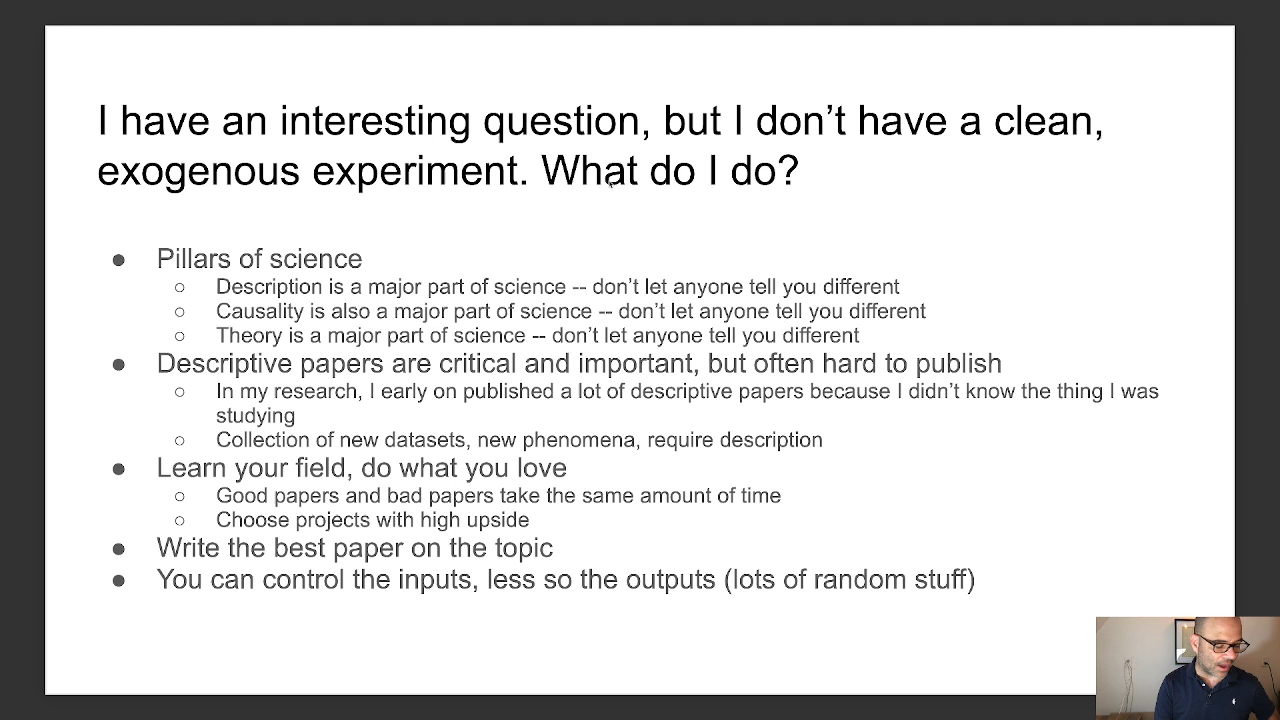 I have an interesting question, but I don’t have a clean,
exogenous experiment. What do I do?
● Pillars of science
○ Description is a major part of science -- don’t let anyone tell you different
○ Causality is also a major part of science -- don’t let anyone tell you different
○ Theory is a major part of science -- don’t let anyone tell you different
● Descriptive papers are critical and important, but often hard to publish
○ In my research, I early on published a lot of descriptive papers because I didn’t know the thing I was
studying
○ Collection of new datasets, new phenomena, require description
● Learn your field, do what you love
○ Good papers and bad papers take the same amount of time
○ Choose projects with high upside
● Write the best paper on the topic
● You can control the inputs, less so the outputs (lots of random stuff)